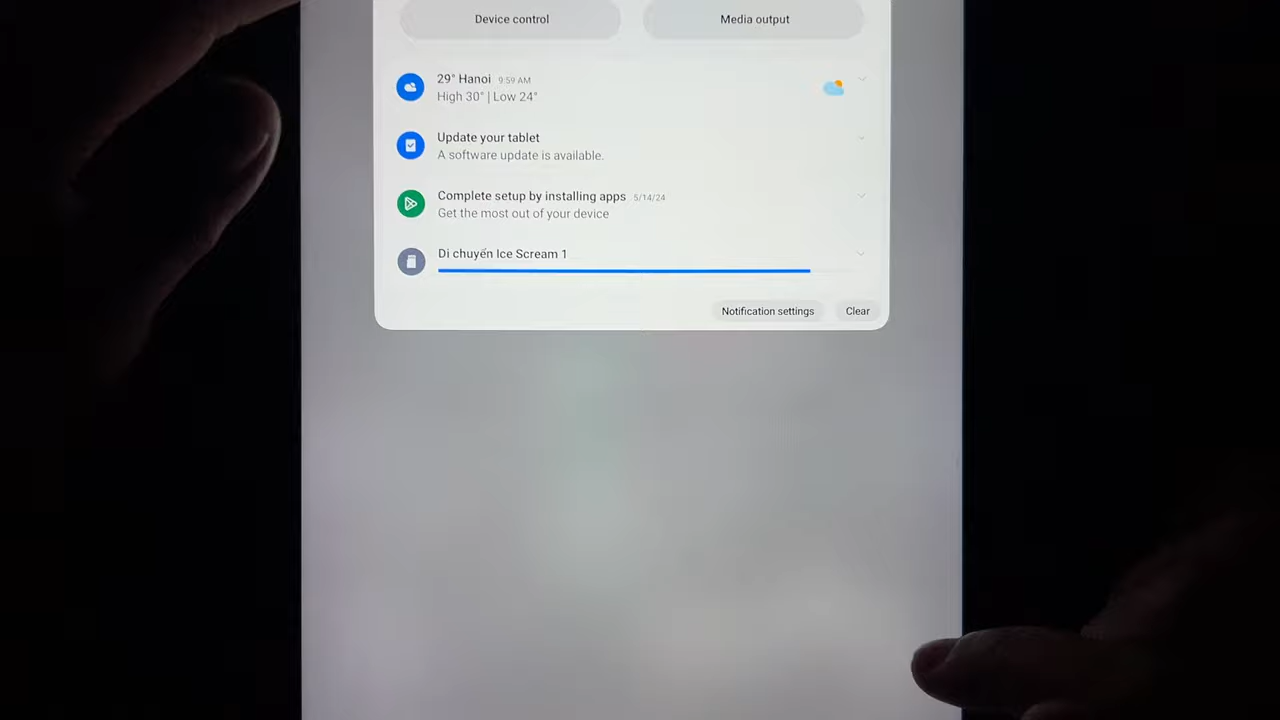 Device control
Media output
29° Hanoi 9:59 AM
High 30° | Low 24°
Update your tablet
A software update is available.
Complete setup by installing apps 5/14/24
Get the most out of your device
Di chuyển Ice Scream 1
Notification settings
Clear